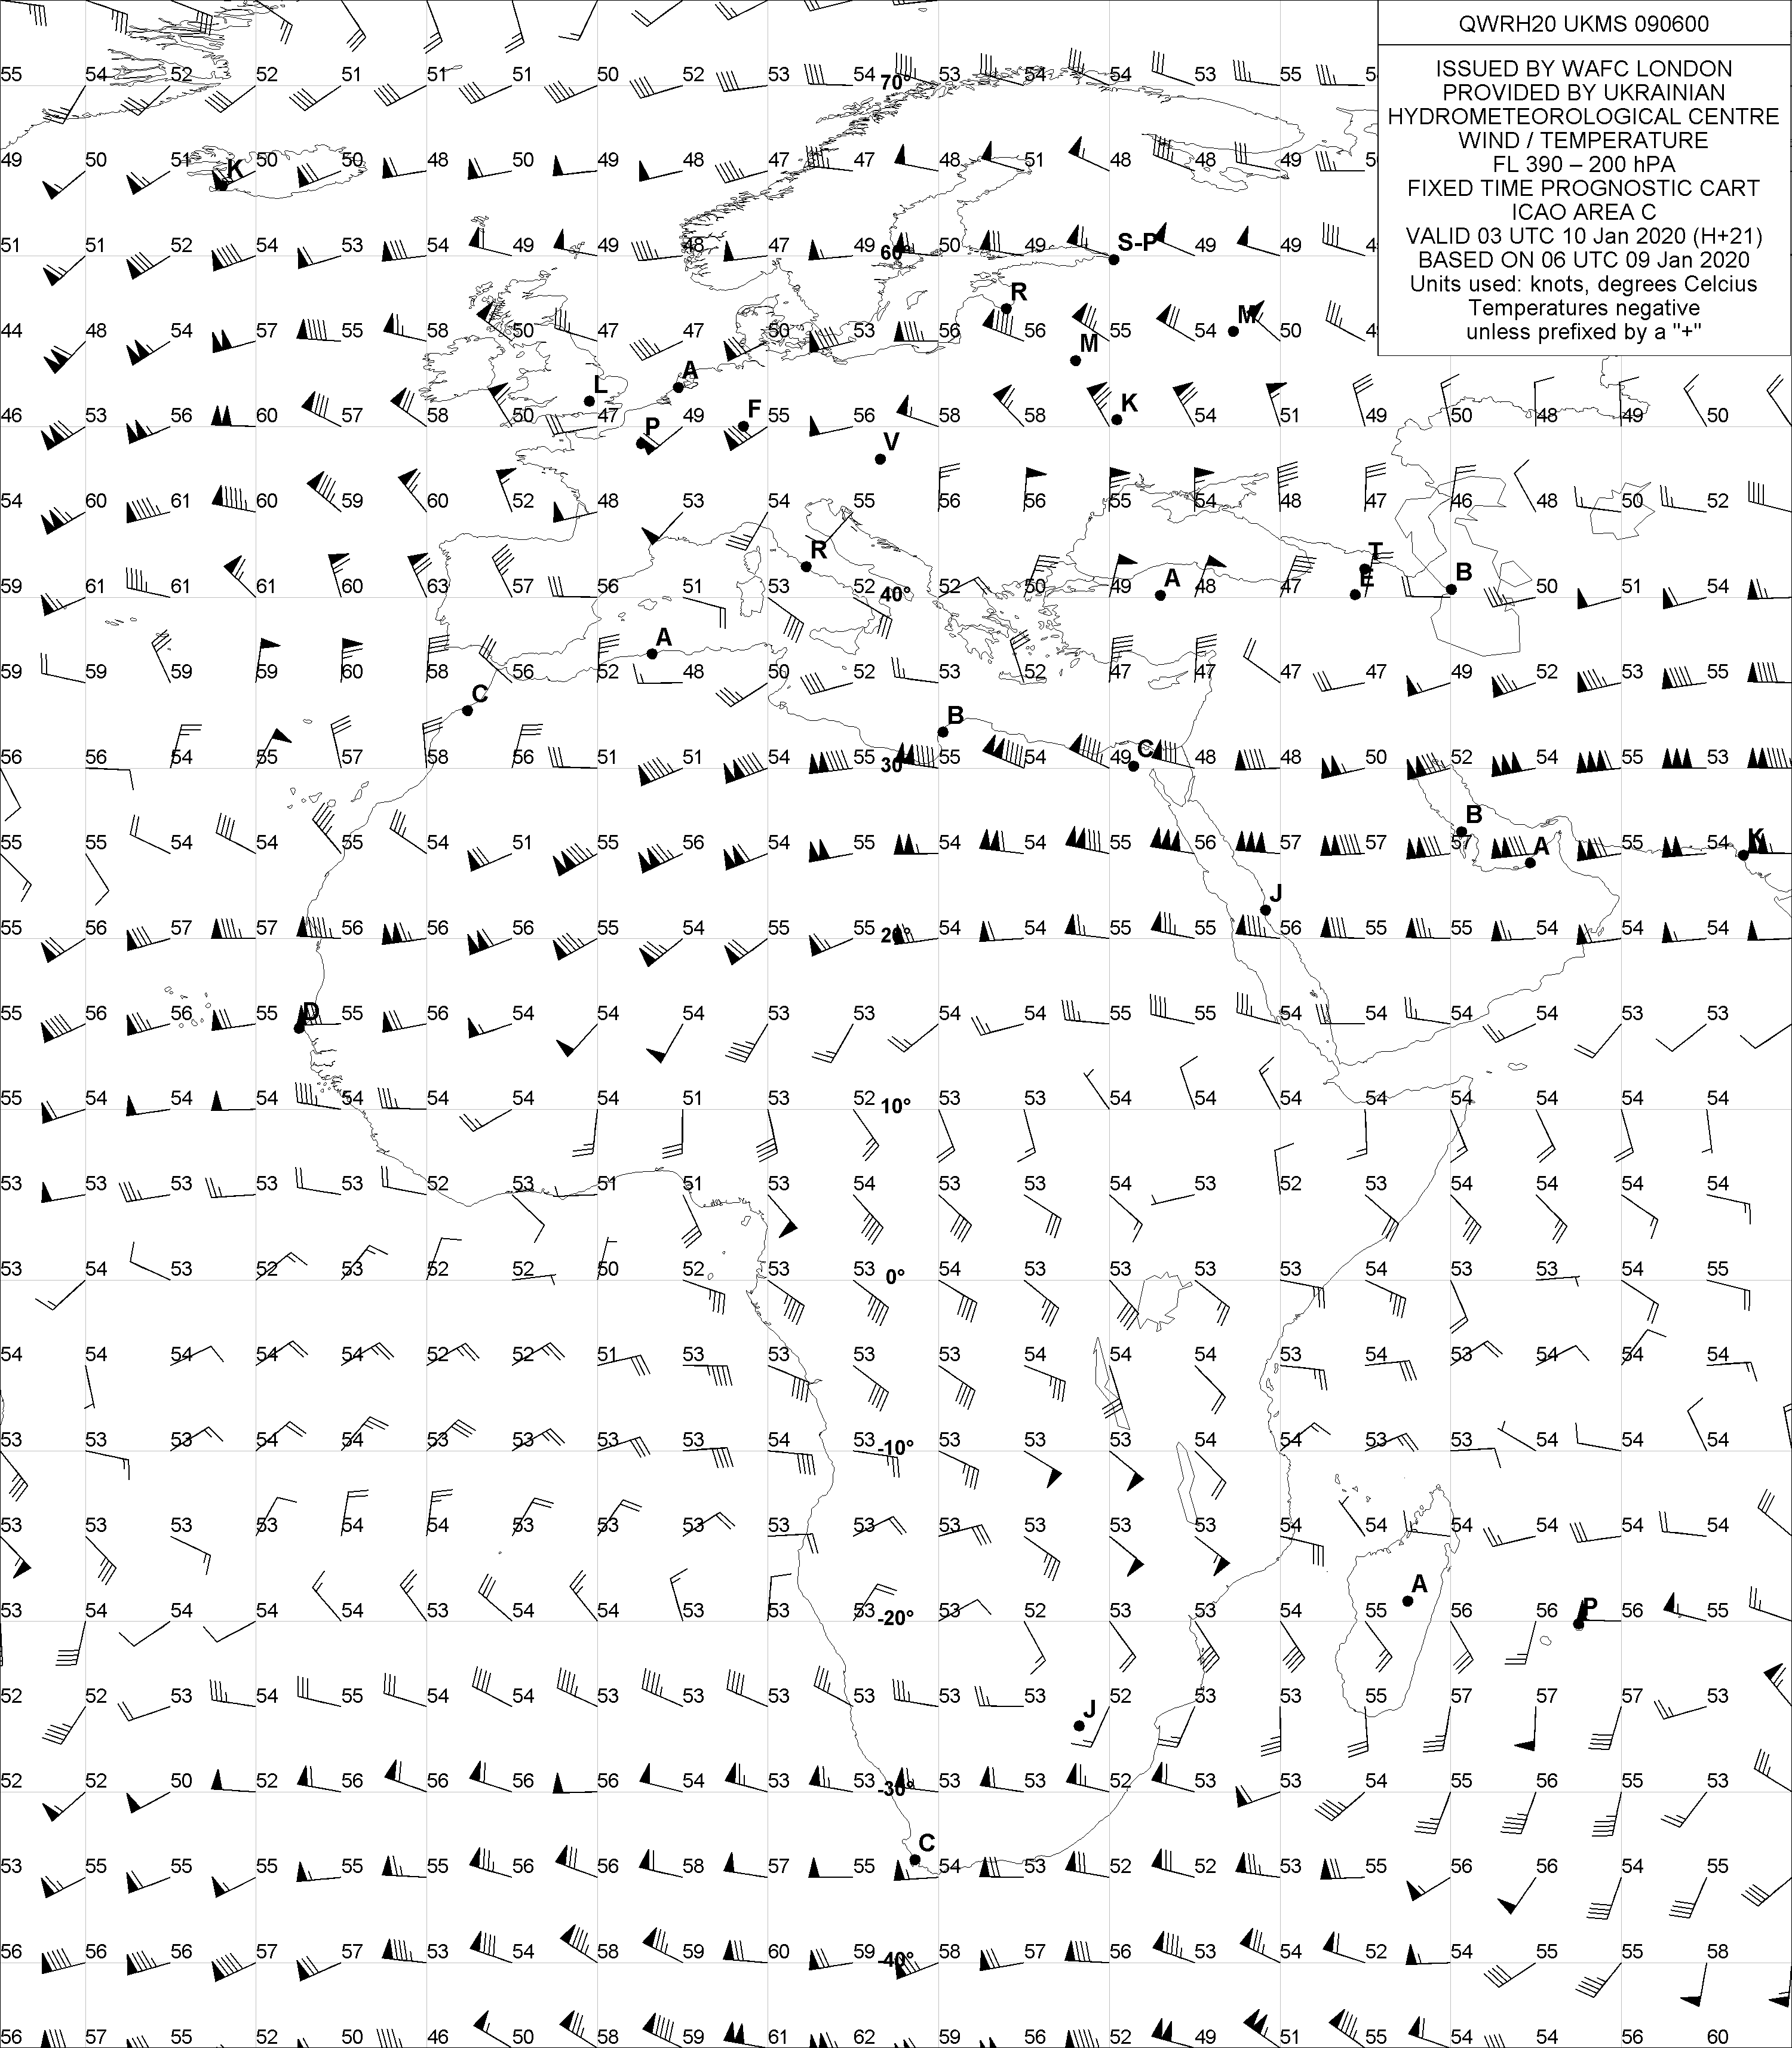 QWRH20 UKMS 090600
ISSUED BY WAFC LONDON
PROVIDED BY UKRAINIAN
HYDROMETEOROLOGICAL CENTRE
WIND / TEMPERATURE
FL 390 – 200 hPA
FIXED TIME PROGNOSTIC CART
ICAO AREA C
VALID 03 UTC 10 Jan 2020 (H+21)
BASED ON 06 UTC 09 Jan 2020
Units used: knots, degrees Celcius
Temperatures negative
unless prefixed by a "+"
55 54 52 52 51 51 51 50 52 53 54 70° 53 54 54 53 55 5
49 50 51 K 50 50 48 50 49 48 47 47 48 51 48 48 49 5
51 51 52 54 53 54 49 49 48 47 49 60° 50 49 S-P 49 49 4
R
44 48 54 57 55 58 50 47 47 50 53 56 56 55 54 M 50 4
M
A
L
46 53 56 60 57 58 50 47 P 49 F 55 56 58 58 K 54 51 49 50 48 49 50
V
54 60 61 60 59 60 52 48 53 54 55 56 56 55 54 48 47 46 48 50 52
R T
59 61 61 61 60 63 57 51 53 52 40° 52 50 49 A 48 47 E B 50 51 54
A
59 59 59 59 60 58 56 52 48 50 52 53 52 47 47 47 47 49 52 53 55
C
B
56 56 54 55 57 58 56 51 51 54 55 30° 55 54 49 C 48 48 50 52 54 55 53
B
55 55 54 54 55 54 51 55 56 54 55 54 54 55 56 57 57 57 A 55 54 K
J
55 56 57 57 56 56 56 55 54 55 55 20° 54 54 55 55 56 55 55 54 54 54
55 56 56 55 D 55 56 54 54 54 53 53 54 54 55 55 54 54 54 54 53 53
55 54 54 54 54 54 54 54 51 53 52 10° 53 53 54 54 54 54 54 54 54 54
53 53 53 53 53 52 53 51 51 53 54 53 53 54 53 52 53 54 54 54 54
53 54 53 52 53 52 52 50 52 53 53 0° 54 53 53 53 53 54 53 53 54 55
54 54 54 54 54 52 52 51 53 53 53 53 54 54 54 53 54 53 54 54 54
53 53 53 54 54 53 53 53 53 54 53 -10° 53 53 53 54 54 53 53 54 54 54
53 53 53 53 54 54 53 53 53 53 53 53 53 53 53 54 54 54 54 54 54
A
53 54 54 54 54 53 54 54 53 53 53 -20° 53 52 53 53 54 55 56 56 P 56 55
52 52 53 54 55 54 54 53 53 53 53 53 53 J 52 53 53 55 57 57 57 53
52 52 50 52 56 56 56 56 54 53 53 -30° 53 53 52 53 53 54 55 56 55 53
C
53 55 55 55 55 55 56 56 58 57 55 54 53 52 52 53 55 56 56 54 55
56 56 56 57 57 53 54 58 59 60 59 -40° 58 57 56 53 54 52 54 55 55 58
56 57 55 52 50 46 50 58 59 61 62 59 56 52 49 51 55 54 54 56 60